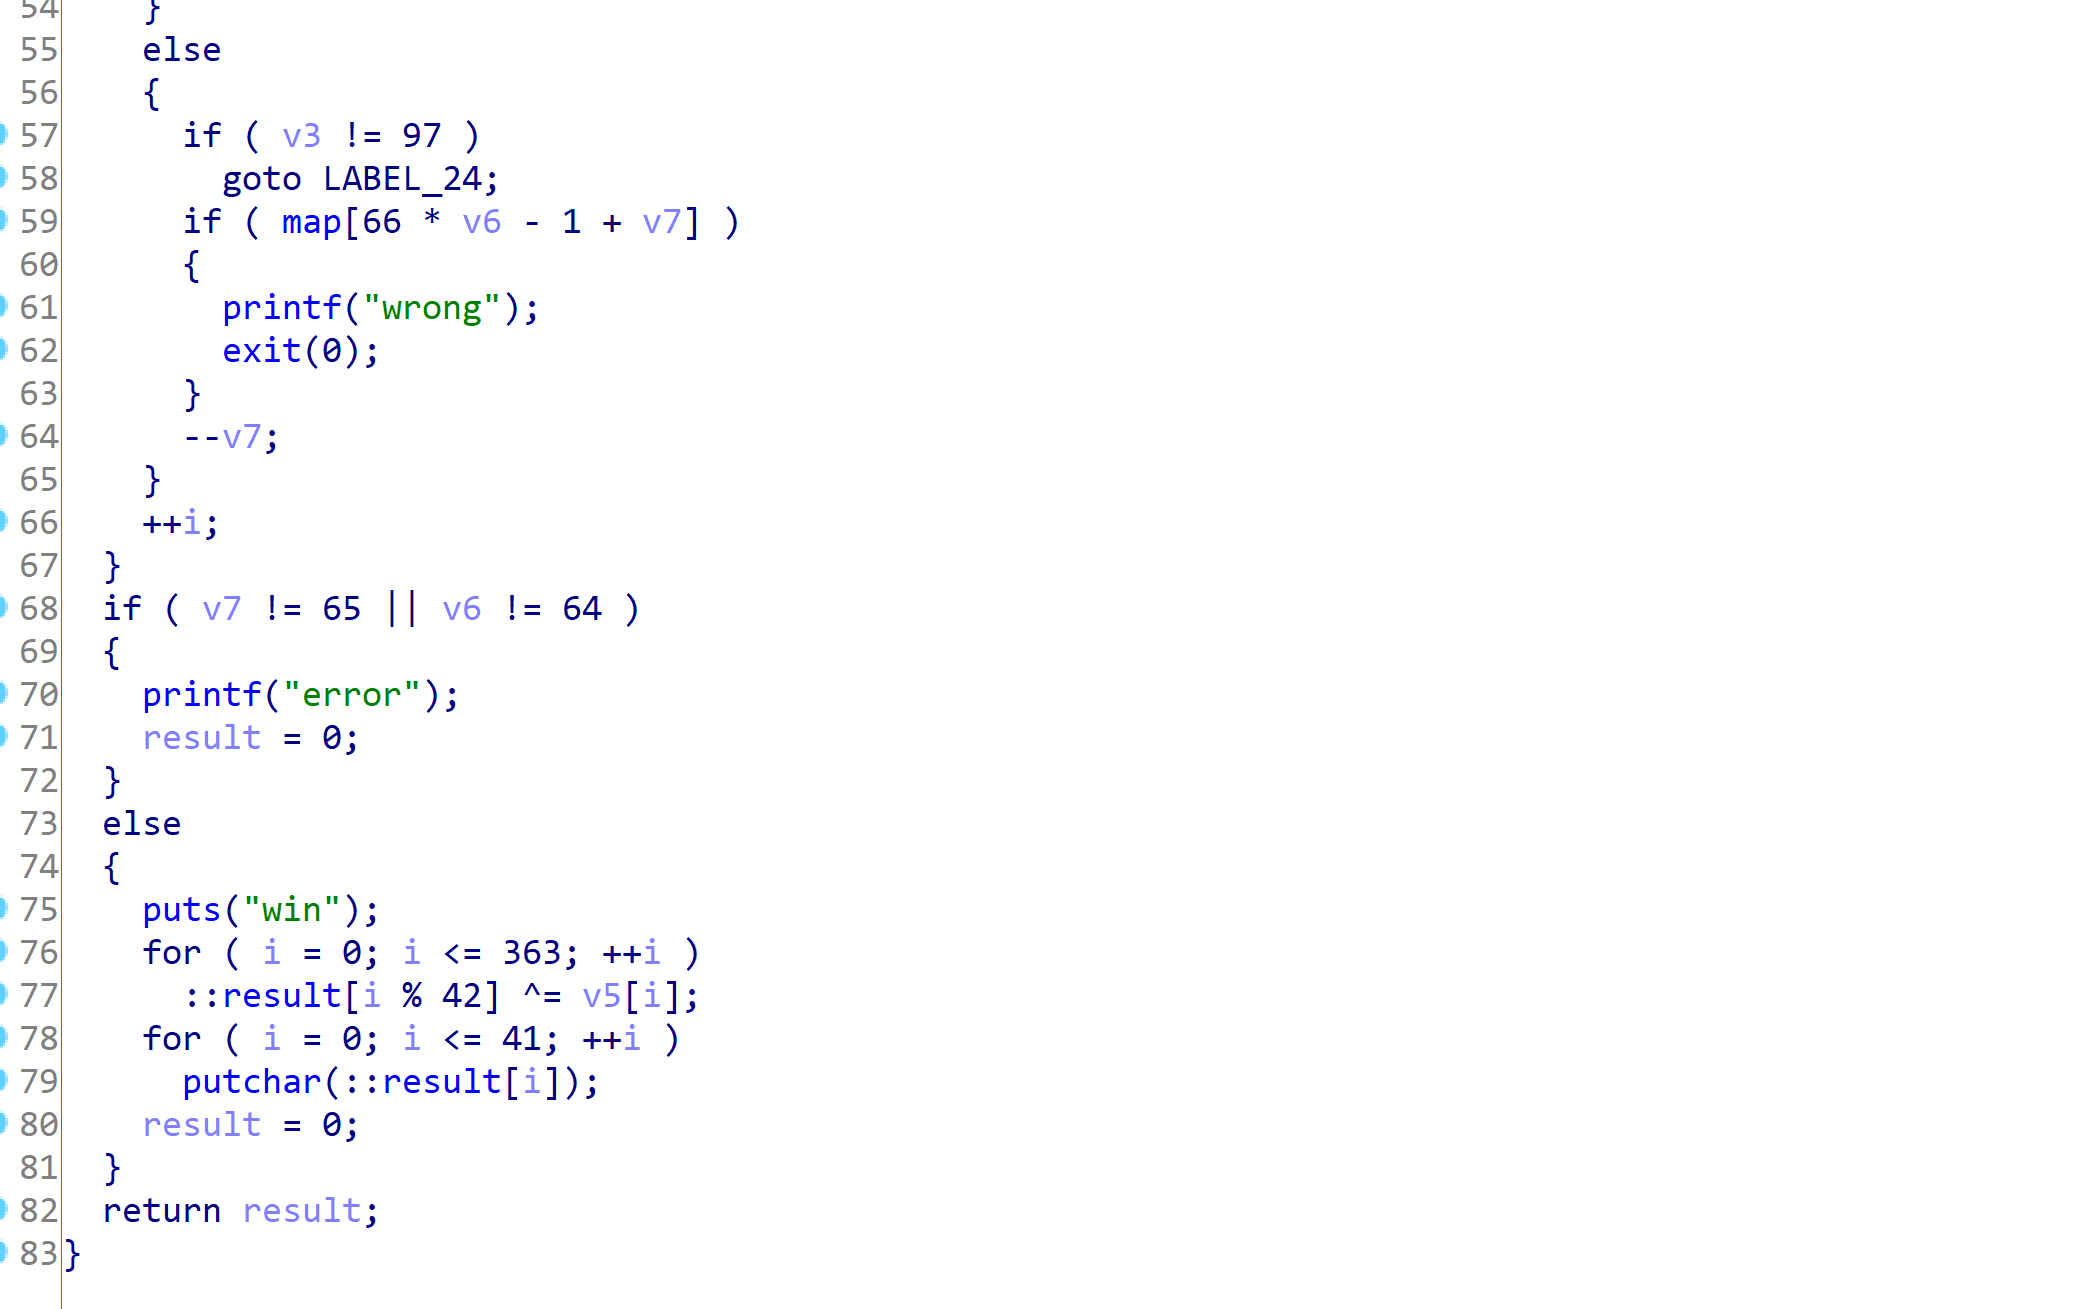 54 }
55 else
56 {
57 if ( v3 != 97 )
58 goto LABEL_24;
59 if ( map[66 * v6 - 1 + v7] )
60 {
61 printf("wrong");
62 exit(0);
63 }
64 --v7;
65 }
66 ++i;
67 }
68 if ( v7 != 65 || v6 != 64 )
69 {
70 printf("error");
71 result = 0;
72 }
73 else
74 {
75 puts("win");
76 for ( i = 0; i <= 363; ++i )
77 ::result[i % 42] ^= v5[i];
78 for ( i = 0; i <= 41; ++i )
79 putchar(::result[i]);
80 result = 0;
81 }
82 return result;
83 }